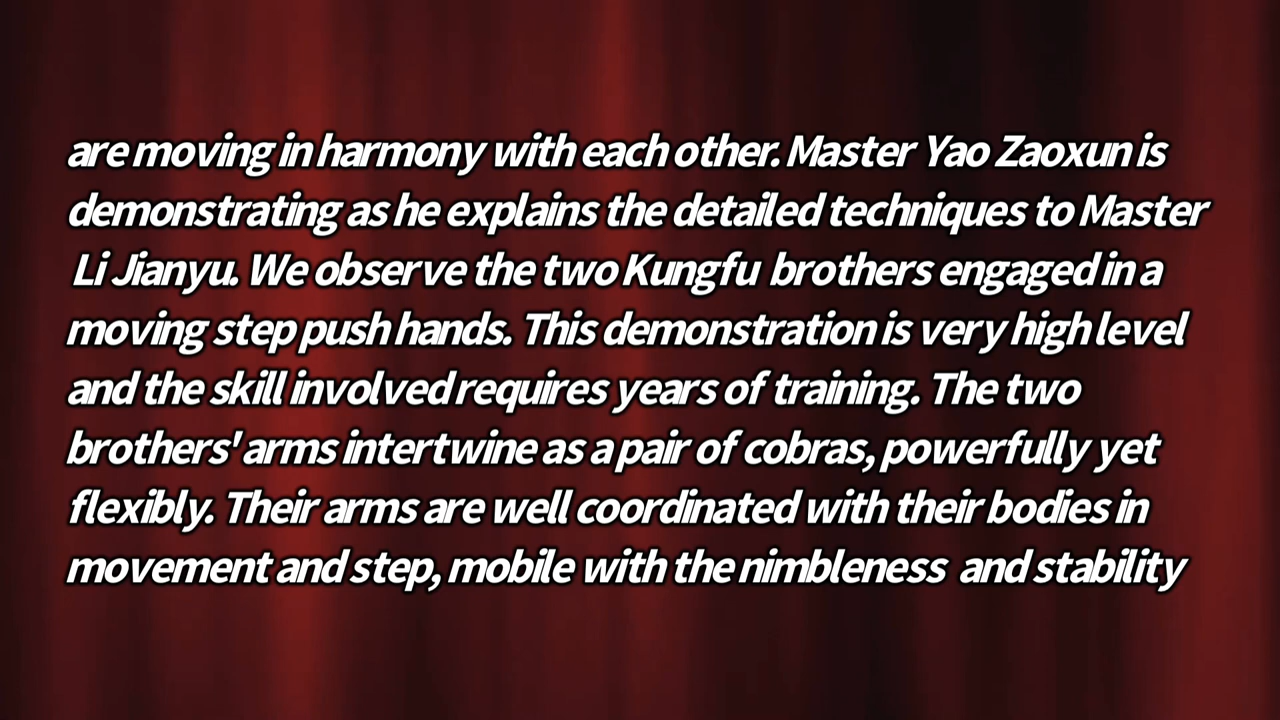 are moving in harmony with each other. Master Yao Zaoxun is
demonstrating as he explains the detailed techniques to Master
Li Jianyu. We observe the two Kungfu brothers engaged in a
moving step push hands. This demonstration is very high level
and the skill involved requires years of training. The two
brothers' arms intertwine as a pair of cobras, powerfully yet
flexibly. Their arms are well coordinated with their bodies in
movement and step, mobile with the nimbleness and stability